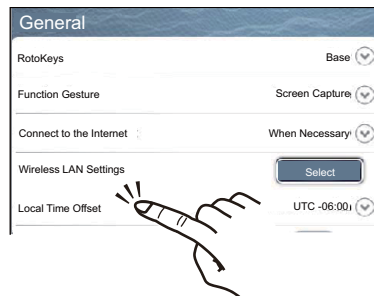 General
RotoKeys Base
Function Gesture Screen Capture
Connect to the Internet When Necessary
Wireless LAN Settings Select
Local Time Offset UTC -06:00